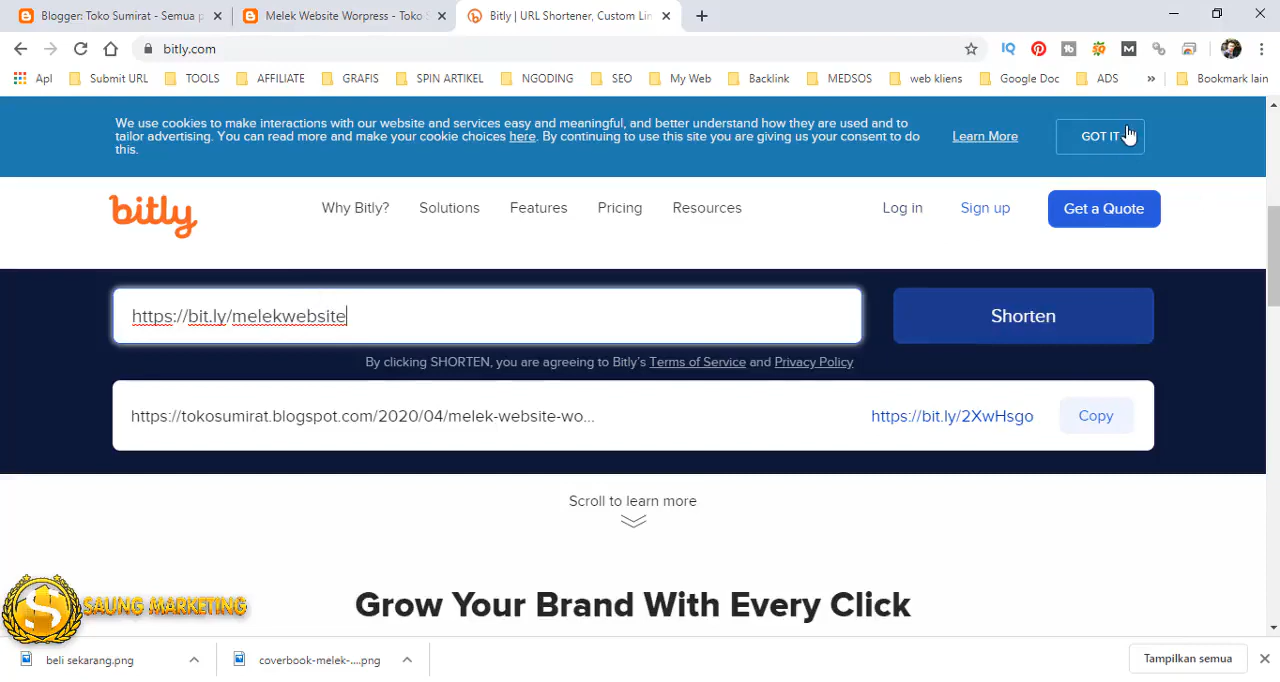 Blogger: Toko Sumirat - Semua p
Melek Website Worpress - Toko S
Bitly | URL Shortener, Custom Lin
bitly.com
Apl
Submit URL
TOOLS
AFFILIATE
GRAFIS
SPIN ARTIKEL
NGODING
SEO
My Web
Backlink
MEDSOS
web kliens
Google Doc
ADS
»
Bookmark lain
We use cookies to make interactions with our website and services easy and meaningful, and better understand how they are used and to
tailor advertising. You can read more and make your cookie choices here. By continuing to use this site you are giving us your consent to do
this.
Learn More
GOT IT
bitly
Why Bitly?
Solutions
Features
Pricing
Resources
Log in
Sign up
Get a Quote
https://bit.ly/melekwebsite
Shorten
By clicking SHORTEN, you are agreeing to Bitly's Terms of Service and Privacy Policy
https://tokosumirat.blogspot.com/2020/04/melek-website-wo...
https://bit.ly/2XwHsgo
Copy
Scroll to learn more
Grow Your Brand With Every Click
SAUNG MARKETING
beli sekarang.png
coverbook-melek-....png
Tampilkan semua